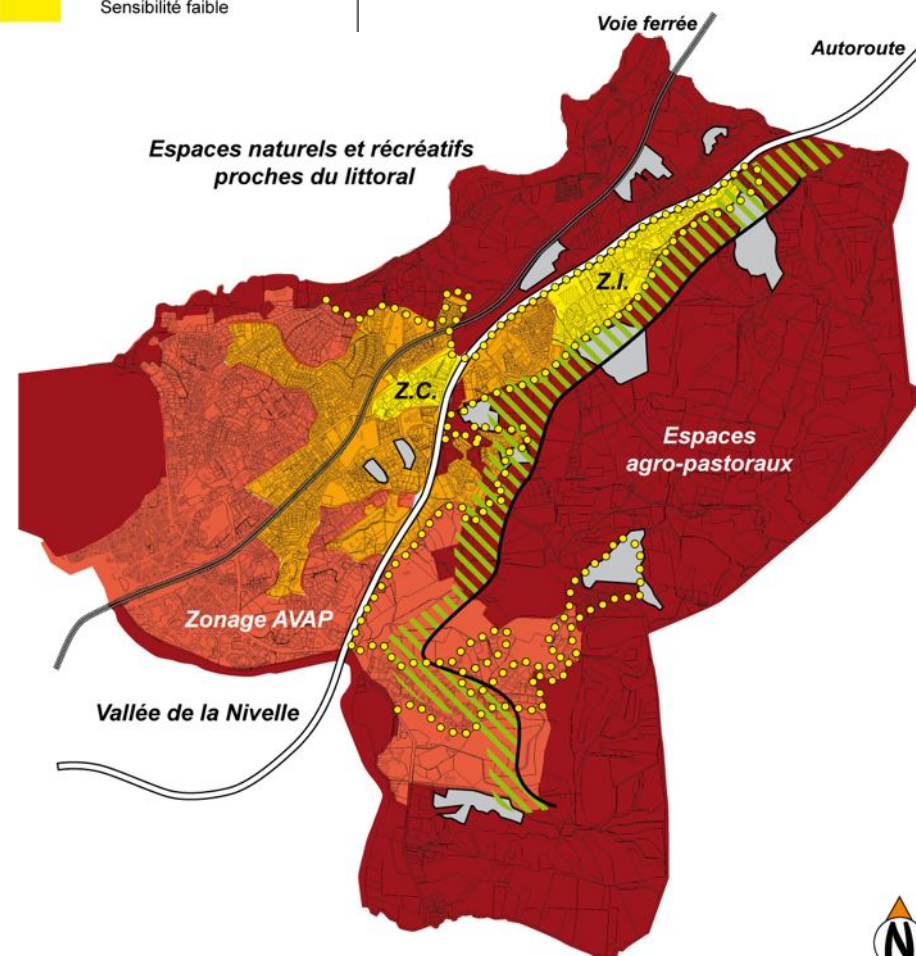 Sensibilité faible
Voie ferrée
Autoroute
Espaces naturels et récréatifs
proches du littoral
Z.I.
Z.C.
Espaces
agro-pastoraux
Zonage AVAP
Vallée de la Nivelle
N